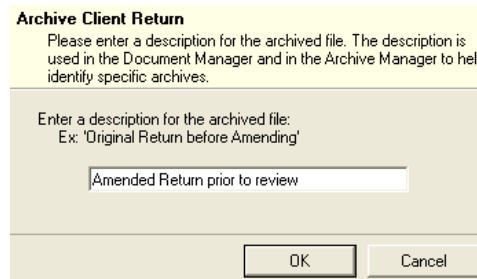 Archive Client Return
Please enter a description for the archived file. The description is
used in the Document Manager and in the Archive Manager to hel
identify specific archives.
Enter a description for the archived file:
Ex: 'Original Return before Amending'
Amended Return prior to review
OK
Cancel